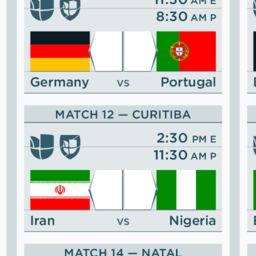 11:30 AM E
8:30 AM P
Germany vs Portugal
MATCH 12 — CURITIBA
2:30 PM E
11:30 AM P
Iran vs Nigeria
MATCH 14 — NATAL